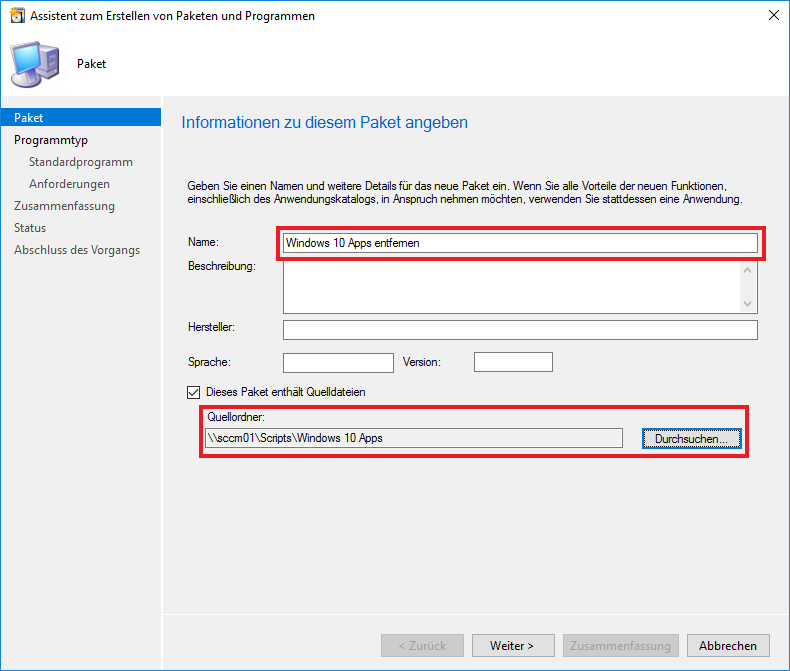 Assistent zum Erstellen von Paketen und Programmen
Paket
Paket
Programmtyp
Standardprogramm
Anforderungen
Zusammenfassung
Status
Abschluss des Vorgangs
Informationen zu diesem Paket angeben
Geben Sie einen Namen und weitere Details für das neue Paket ein. Wenn Sie alle Vorteile der neuen Funktionen,
einschließlich des Anwendungskatalogs, in Anspruch nehmen möchten, verwenden Sie stattdessen eine Anwendung.
Name: Windows 10 Apps entfernen
Beschreibung:
Hersteller:
Sprache: Version:
Dieses Paket enthält Quelldateien
Quellordner:
\\sccm01\Scripts\Windows 10 Apps Durchsuchen...
< Zurück Weiter > Zusammenfassung Abbrechen